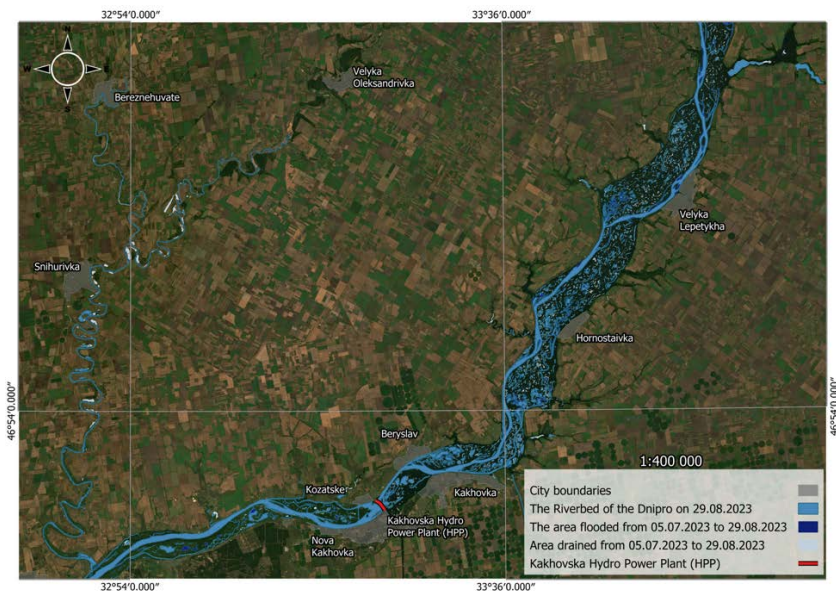 32°54'0.000"
33°36'0.000"
N
Velyka
Oleksandrivka
Bereznehuvate
Velyka
Lepetykha
Snihurivka
Hornostaivka
46°54'0.000"
46°54'0.000"
Beryslav
1:400 000
Kozatske
Kakhovka
Kakhovska Hydro
Power Plant (HPP)
Nova
Kakhovka
City boundaries
The Riverbed of the Dnipro on 29.08.2023
The area flooded from 05.07.2023 to 29.08.2023
Area drained from 05.07.2023 to 29.08.2023
Kakhovska Hydro Power Plant (HPP)
32°54'0.000"
33°36'0.000"